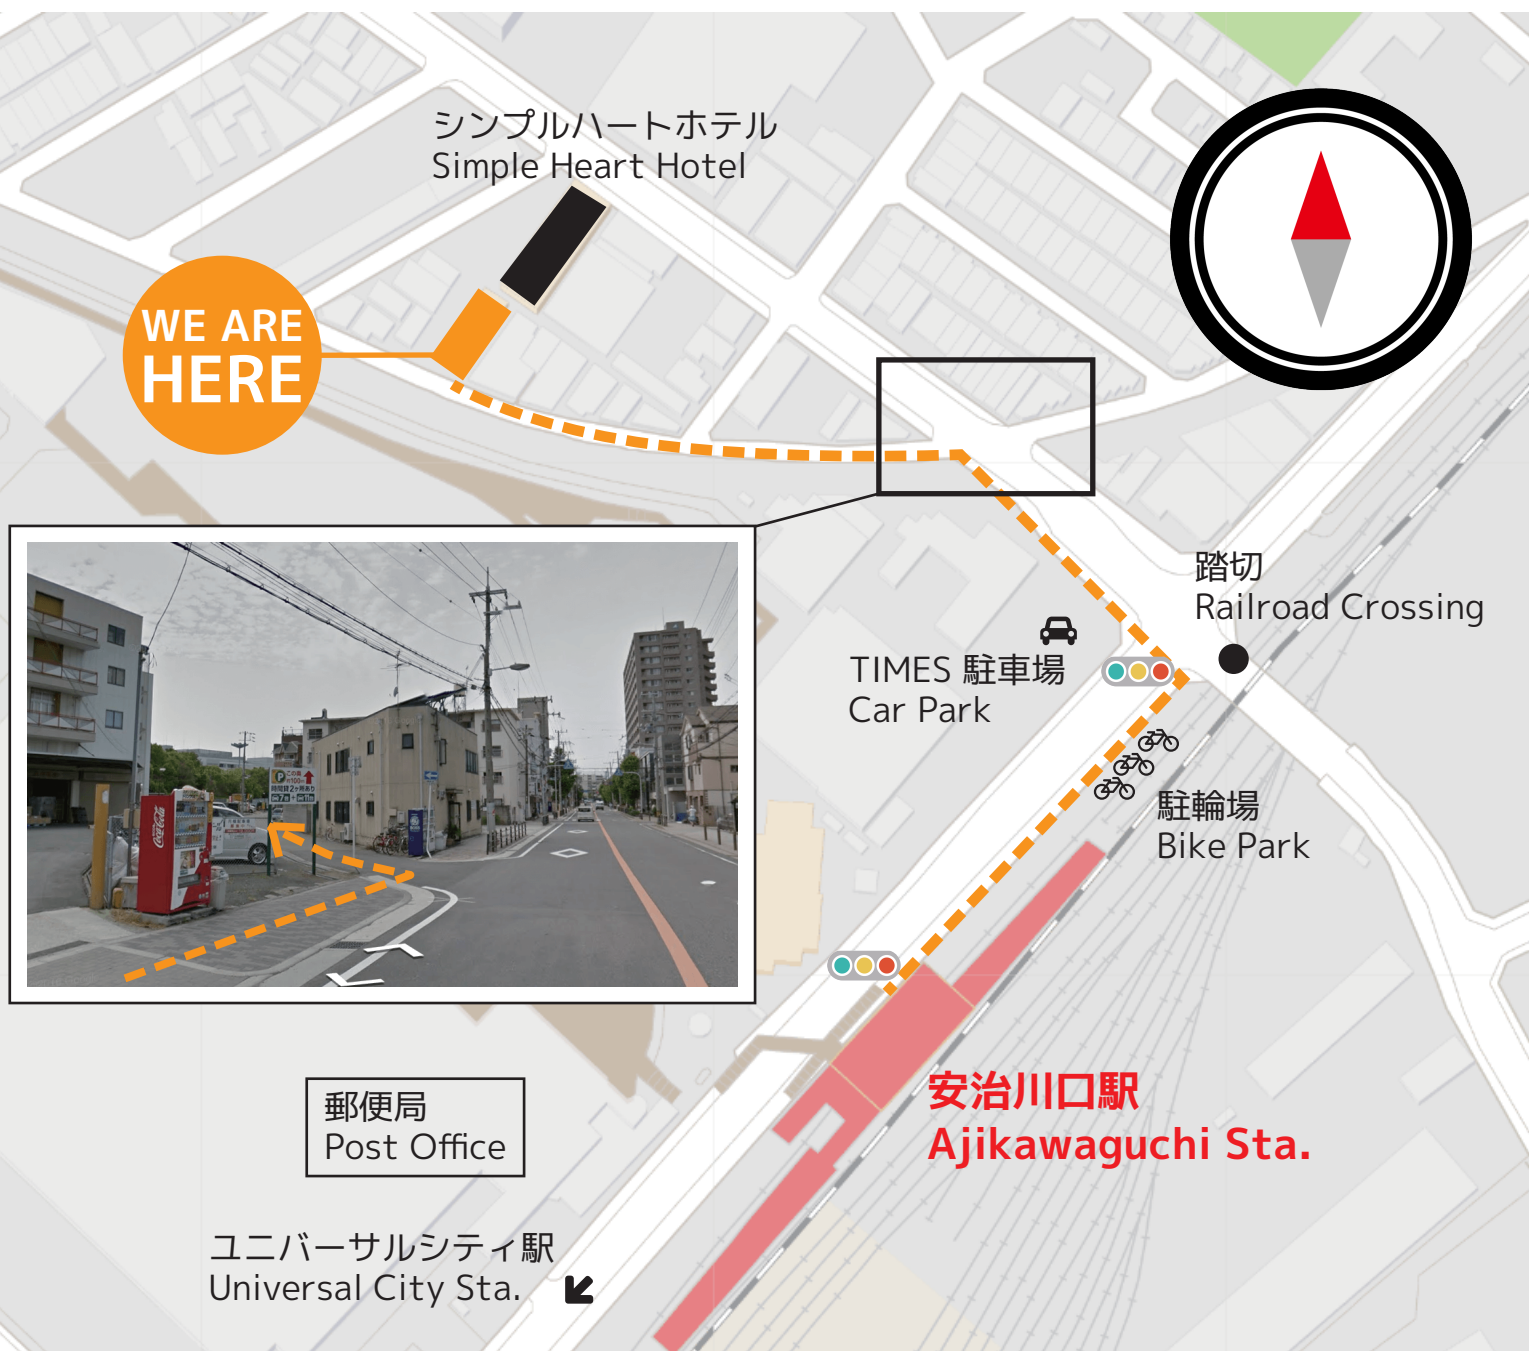 シンプルハートホテル
Simple Heart Hotel
WE ARE
HERE
踏切
Railroad Crossing
TIMES 駐車場
Car Park
駐輪場
Bike Park
Coca-Cola
安治川口駅
Ajikawaguchi Sta.
郵便局
Post Office
ユニバーサルシティ駅
Universal City Sta.